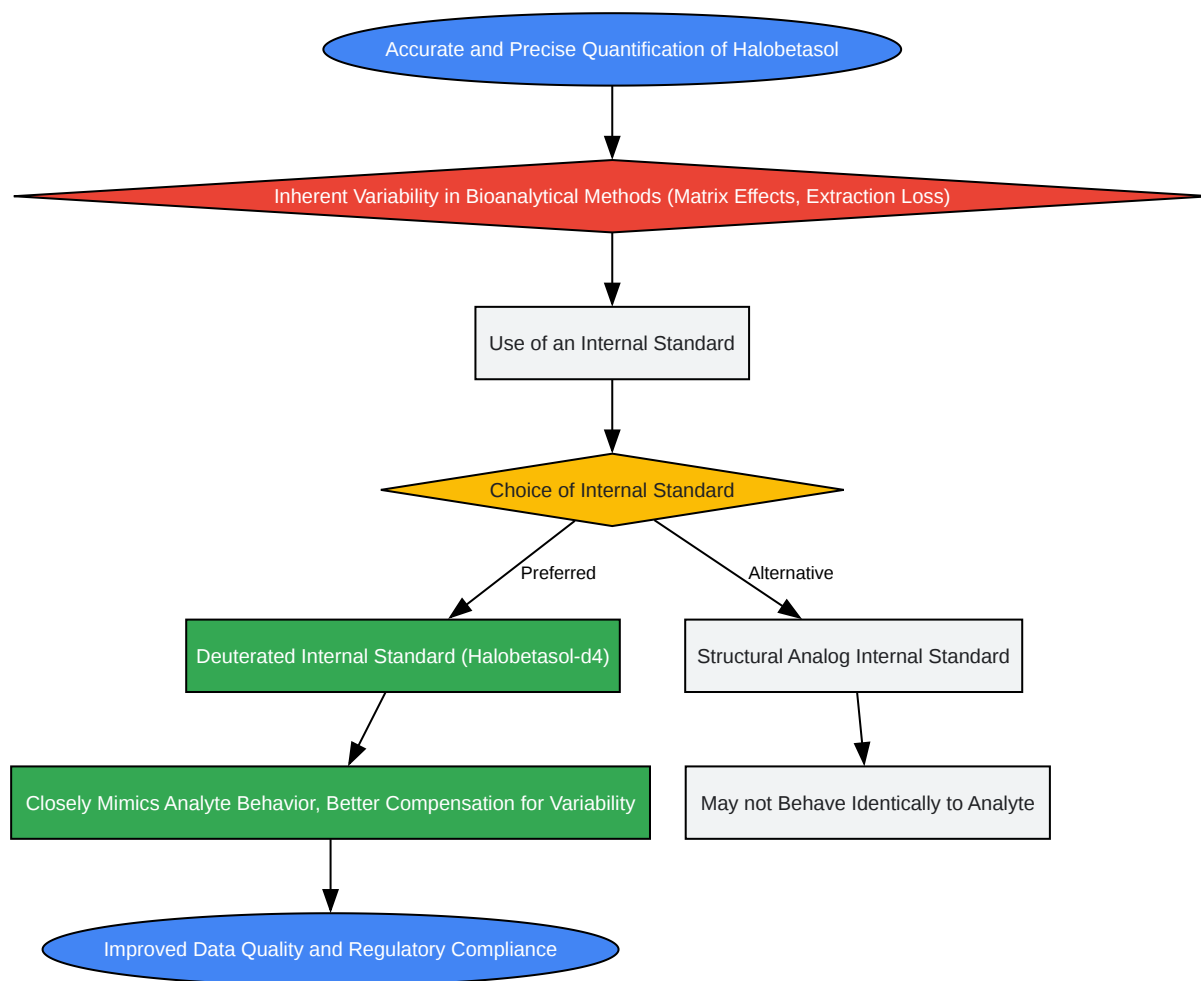 Accurate and Precise Quantification of Halobetasol
Inherent Variability in Bioanalytical Methods (Matrix Effects, Extraction Loss)
Use of an Internal Standard
Choice of Internal Standard
Preferred
Alternative
Deuterated Internal Standard (Halobetasol-d4)
Structural Analog Internal Standard
Closely Mimics Analyte Behavior, Better Compensation for Variability
May not Behave Identically to Analyte
Improved Data Quality and Regulatory Compliance